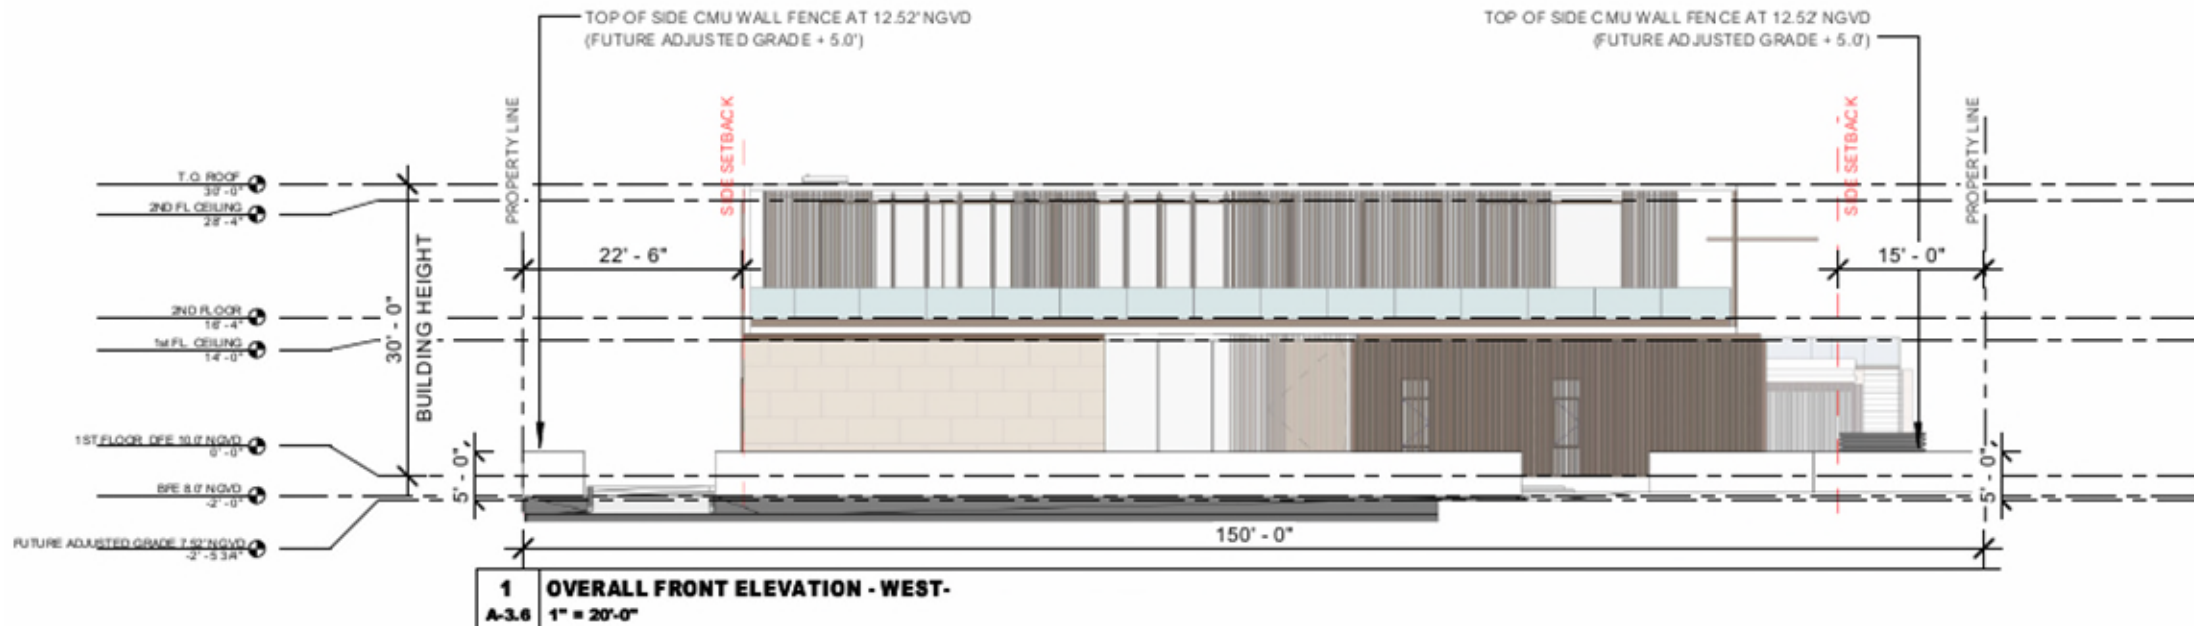 TOP OF SIDE CMU WALL FENCE AT 12.52' NGVD
(FUTURE ADJUSTED GRADE + 5.0')
TOP OF SIDE CMU WALL FENCE AT 12.52' NGVD
(FUTURE ADJUSTED GRADE + 5.0')
PROPERTY LINE
SIDE SETBACK
SIDE SETBACK
PROPERTY LINE
T.O. ROOF
30'-0"
2ND FL CEILING
28'-4"
22' - 6"
15' - 0"
BUILDING HEIGHT
30' - 0"
2ND FLOOR
16'-4"
1st FL. CEILING
14'-0"
1ST FLOOR DFE 10.0' NGVD
0'-0"
5' - 0"
5' - 0"
BFE 8.0' NGVD
-2'-0"
FUTURE ADJUSTED GRADE 7.52' NGVD
-2'-5 3/4"
150' - 0"
1
OVERALL FRONT ELEVATION - WEST-
A-3.6
1" = 20'-0"